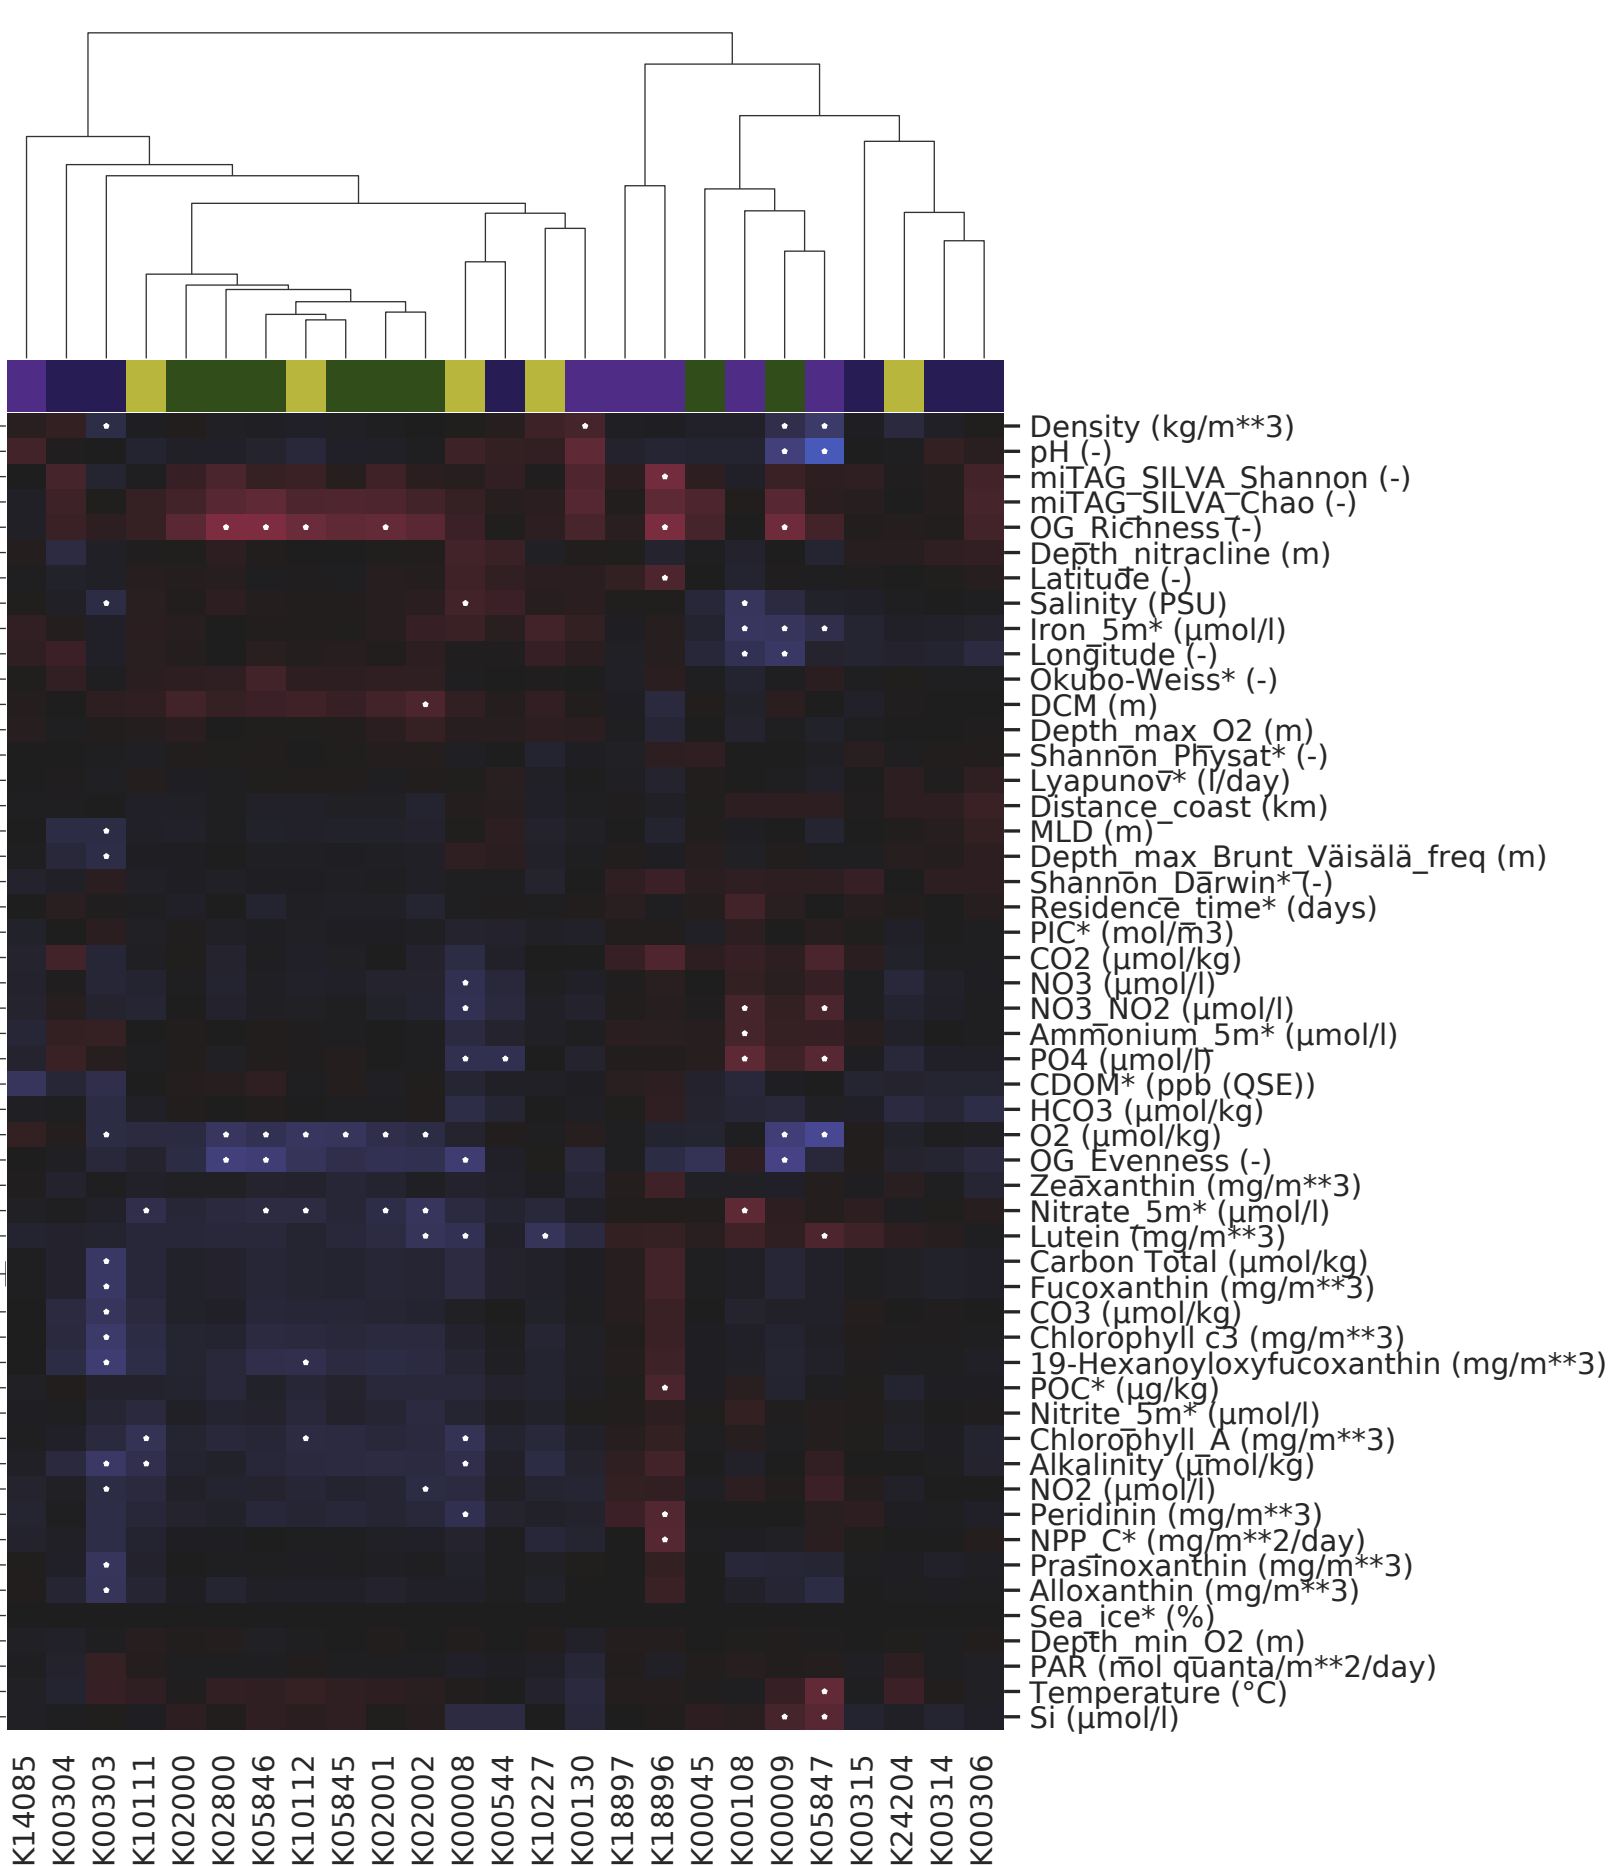 Density (kg/m**3)
pH (-)
miTAG_SILVA_Shannon (-)
miTAG_SILVA_Chao (-)
OG_Richness (-)
Depth_nitracline (m)
Latitude (-)
Salinity (PSU)
Iron_5m* (µmol/l)
Longitude (-)
Okubo-Weiss* (-)
DCM (m)
Depth_max_O2 (m)
Shannon_Physat* (-)
Lyapunov* (l/day)
Distance_coast (km)
MLD (m)
Depth_max_Brunt_Väisälä_freq (m)
Shannon_Darwin* (-)
Residence_time* (days)
PIC* (mol/m3)
CO2 (µmol/kg)
NO3 (µmol/l)
NO3_NO2 (µmol/l)
Ammonium_5m* (µmol/l)
PO4 (µmol/l)
CDOM* (ppb (QSE))
HCO3 (µmol/kg)
O2 (µmol/kg)
OG_Evenness (-)
Zeaxanthin (mg/m**3)
Nitrate_5m* (µmol/l)
Lutein (mg/m**3)
Carbon Total (µmol/kg)
Fucoxanthin (mg/m**3)
CO3 (µmol/kg)
Chlorophyll c3 (mg/m**3)
19-Hexanoyloxyfucoxanthin (mg/m**3)
POC* (µg/kg)
Nitrite_5m* (µmol/l)
Chlorophyll_A (mg/m**3)
Alkalinity (µmol/kg)
NO2 (µmol/l)
Peridinin (mg/m**3)
NPP_C* (mg/m**2/day)
Prasinoxanthin (mg/m**3)
Alloxanthin (mg/m**3)
Sea_ice* (%)
Depth_min_O2 (m)
PAR (mol quanta/m**2/day)
Temperature (°C)
Si (µmol/l)
K14085
K00304
K00303
K10111
K02000
K02800
K05846
K10112
K05845
K02001
K02002
K00008
K00544
K10227
K00130
K18897
K18896
K00045
K00108
K00009
K05847
K00315
K24204
K00314
K00306